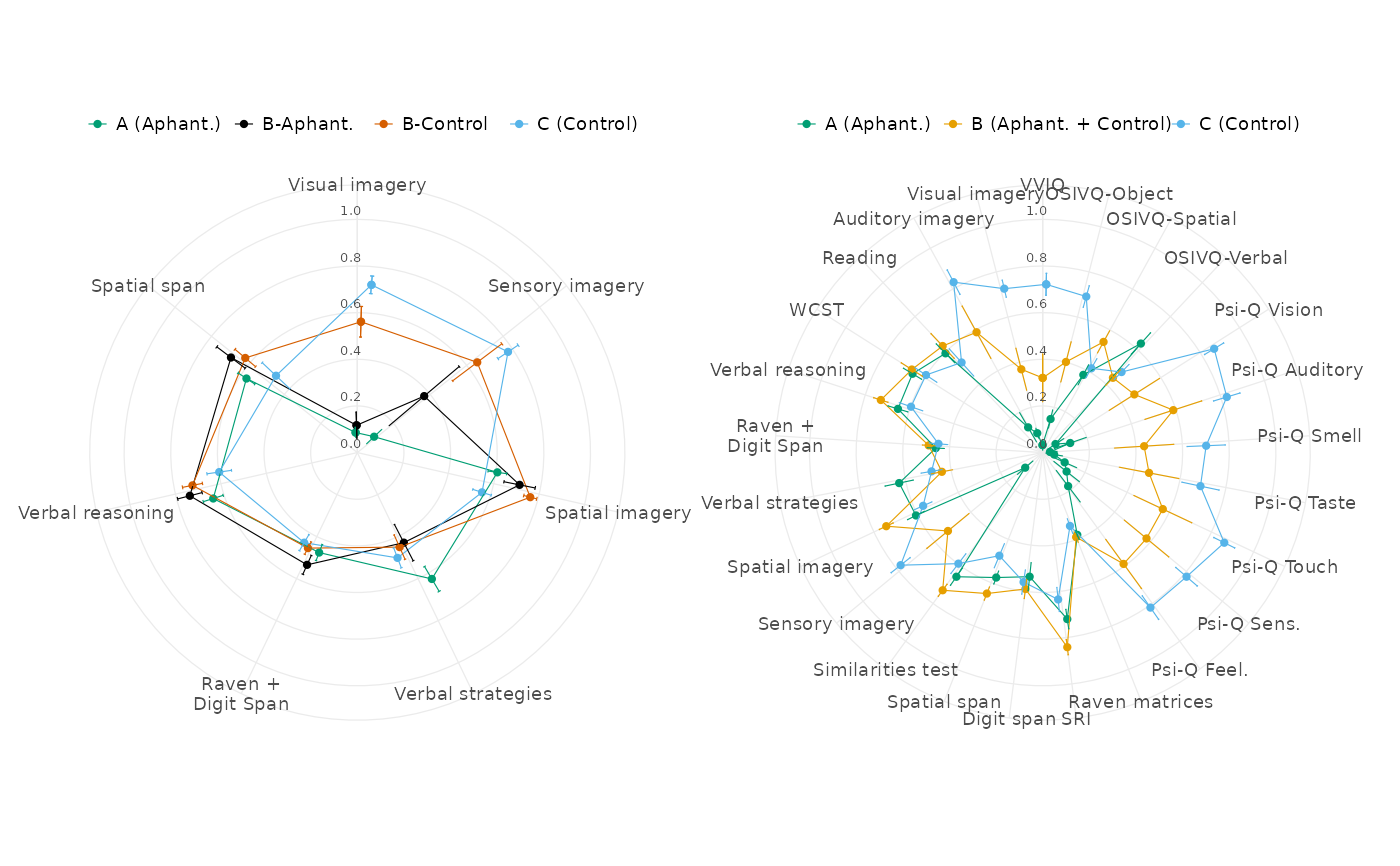 A (Aphant.) B-Aphant. B-Control C (Control)
Visual imagery
1.0
0.8
0.6
0.4
0.2
0.0
Sensory imagery
Spatial imagery
Verbal strategies
Raven +
Digit Span
Verbal reasoning
Spatial span
A (Aphant.) B (Aphant. + Control) C (Control)
VVIQ
OSIVQ-Object
OSIVQ-Spatial
OSIVQ-Verbal
Psi-Q Vision
Psi-Q Auditory
Psi-Q Smell
Psi-Q Taste
Psi-Q Touch
Psi-Q Sens.
Psi-Q Feel.
Raven matrices
SRI
Digit span
Spatial span
Similarities test
Sensory imagery
Spatial imagery
Verbal strategies
Raven +
Digit Span
Verbal reasoning
WCST
Reading
Auditory imagery
Visual imagery
1.0
0.8
0.6
0.4
0.2
0.0